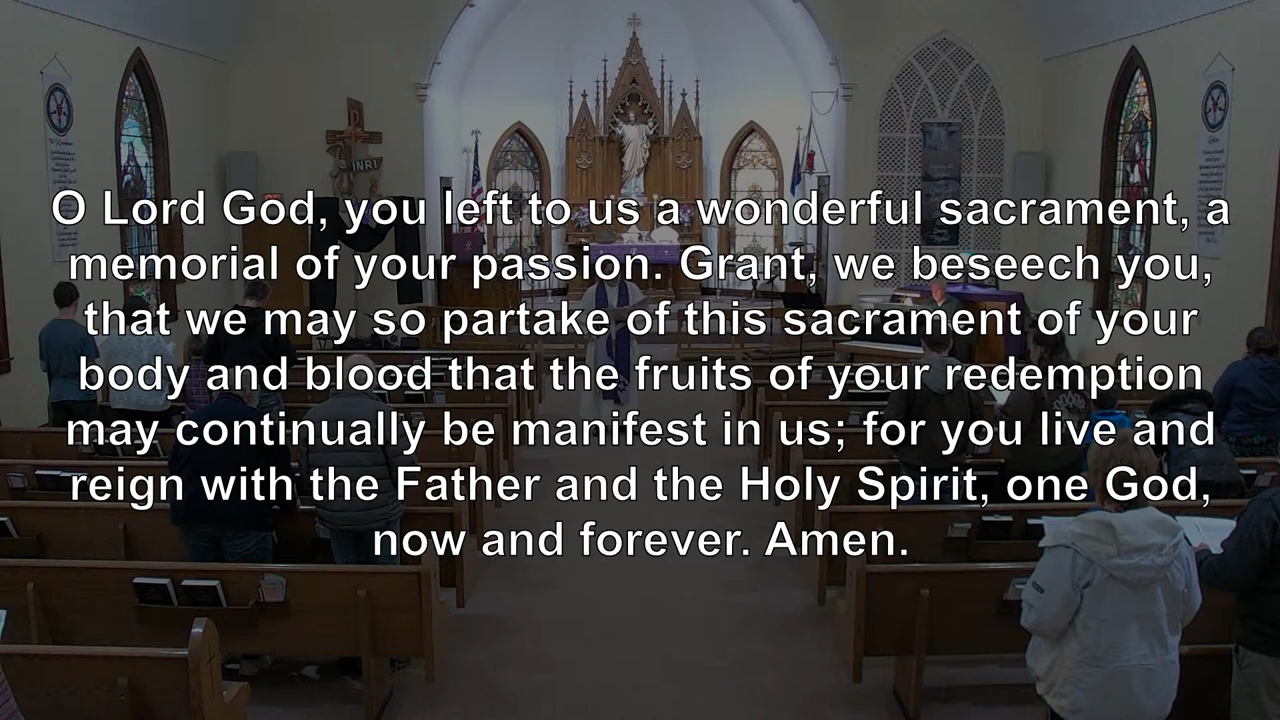 INRI
O Lord God, you left to us a wonderful sacrament, a
memorial of your passion. Grant, we beseech you,
that we may so partake of this sacrament of your
body and blood that the fruits of your redemption
may continually be manifest in us; for you live and
reign with the Father and the Holy Spirit, one God,
now and forever. Amen.